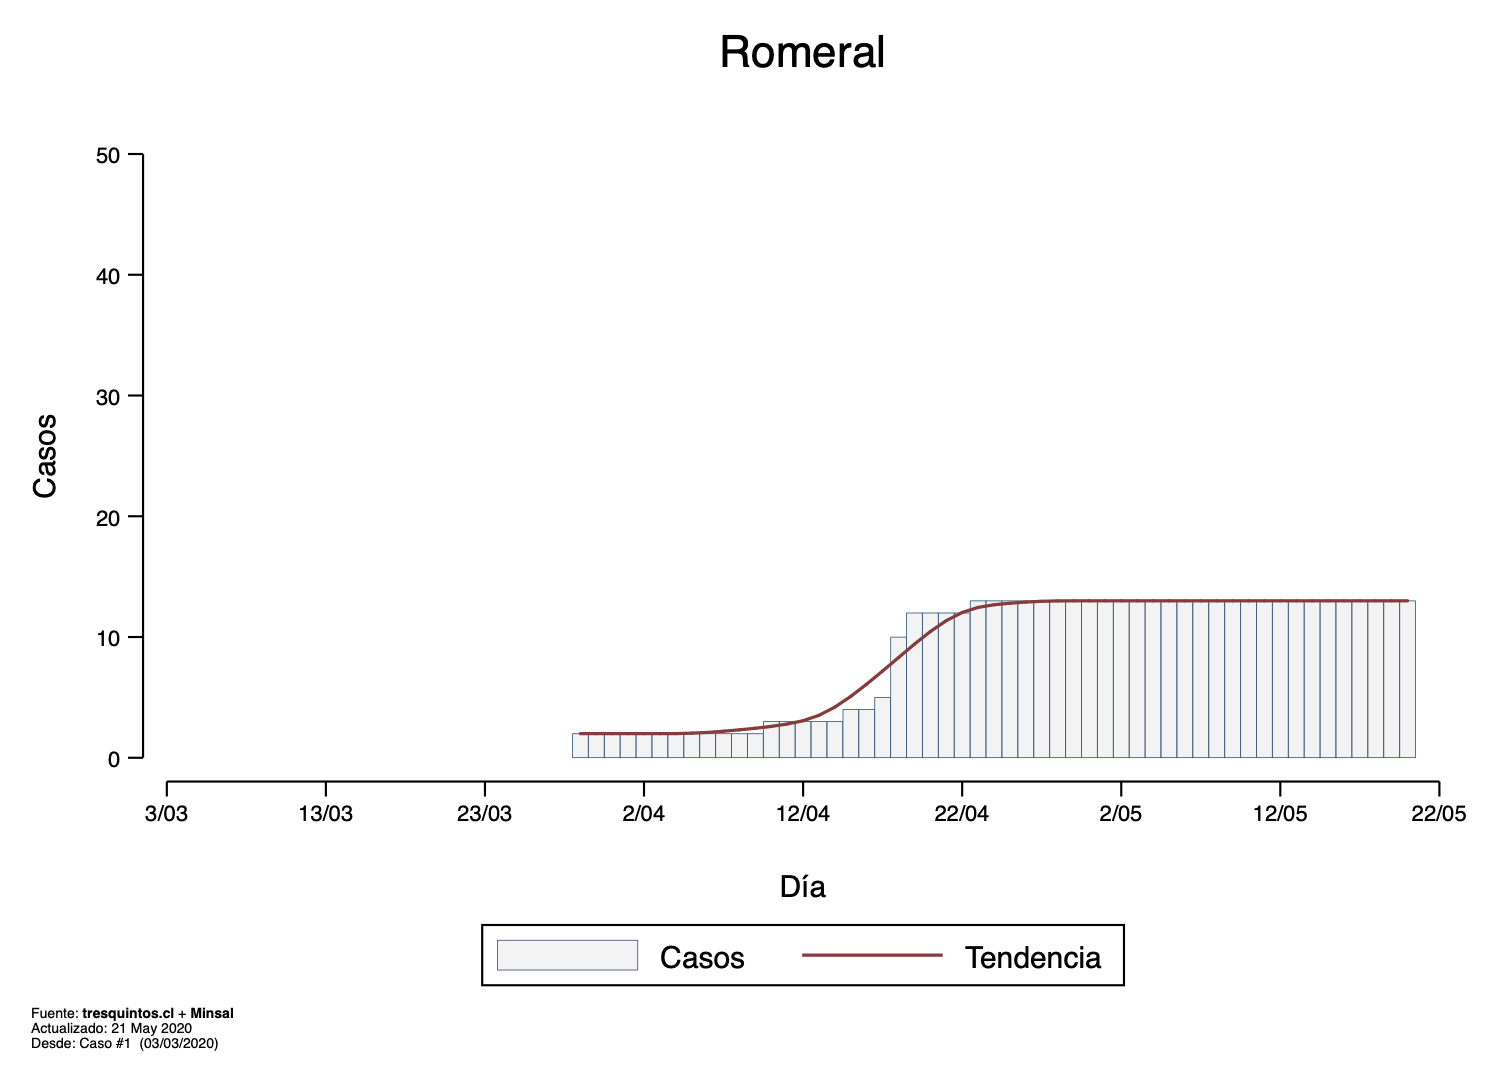 Romeral
50
40
30
20
10
0
Casos
3/03 13/03 23/03 2/04 12/04 22/04 2/05 12/05 22/05
Día
Casos Tendencia
Fuente: tresquintos.cl + Minsal
Actualizado: 21 May 2020
Desde: Caso #1 (03/03/2020)